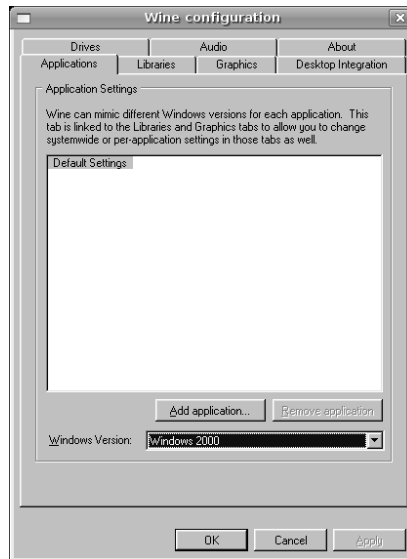 Wine configuration
Drives Audio About
Applications Libraries Graphics Desktop Integration
Application Settings
Wine can mimic different Windows versions for each application. This
tab is linked to the Libraries and Graphics tabs to allow you to change
systemwide or per-application settings in those tabs as well.
Default Settings
Add application... Remove application
Windows Version: Windows 2000
OK Cancel Apply